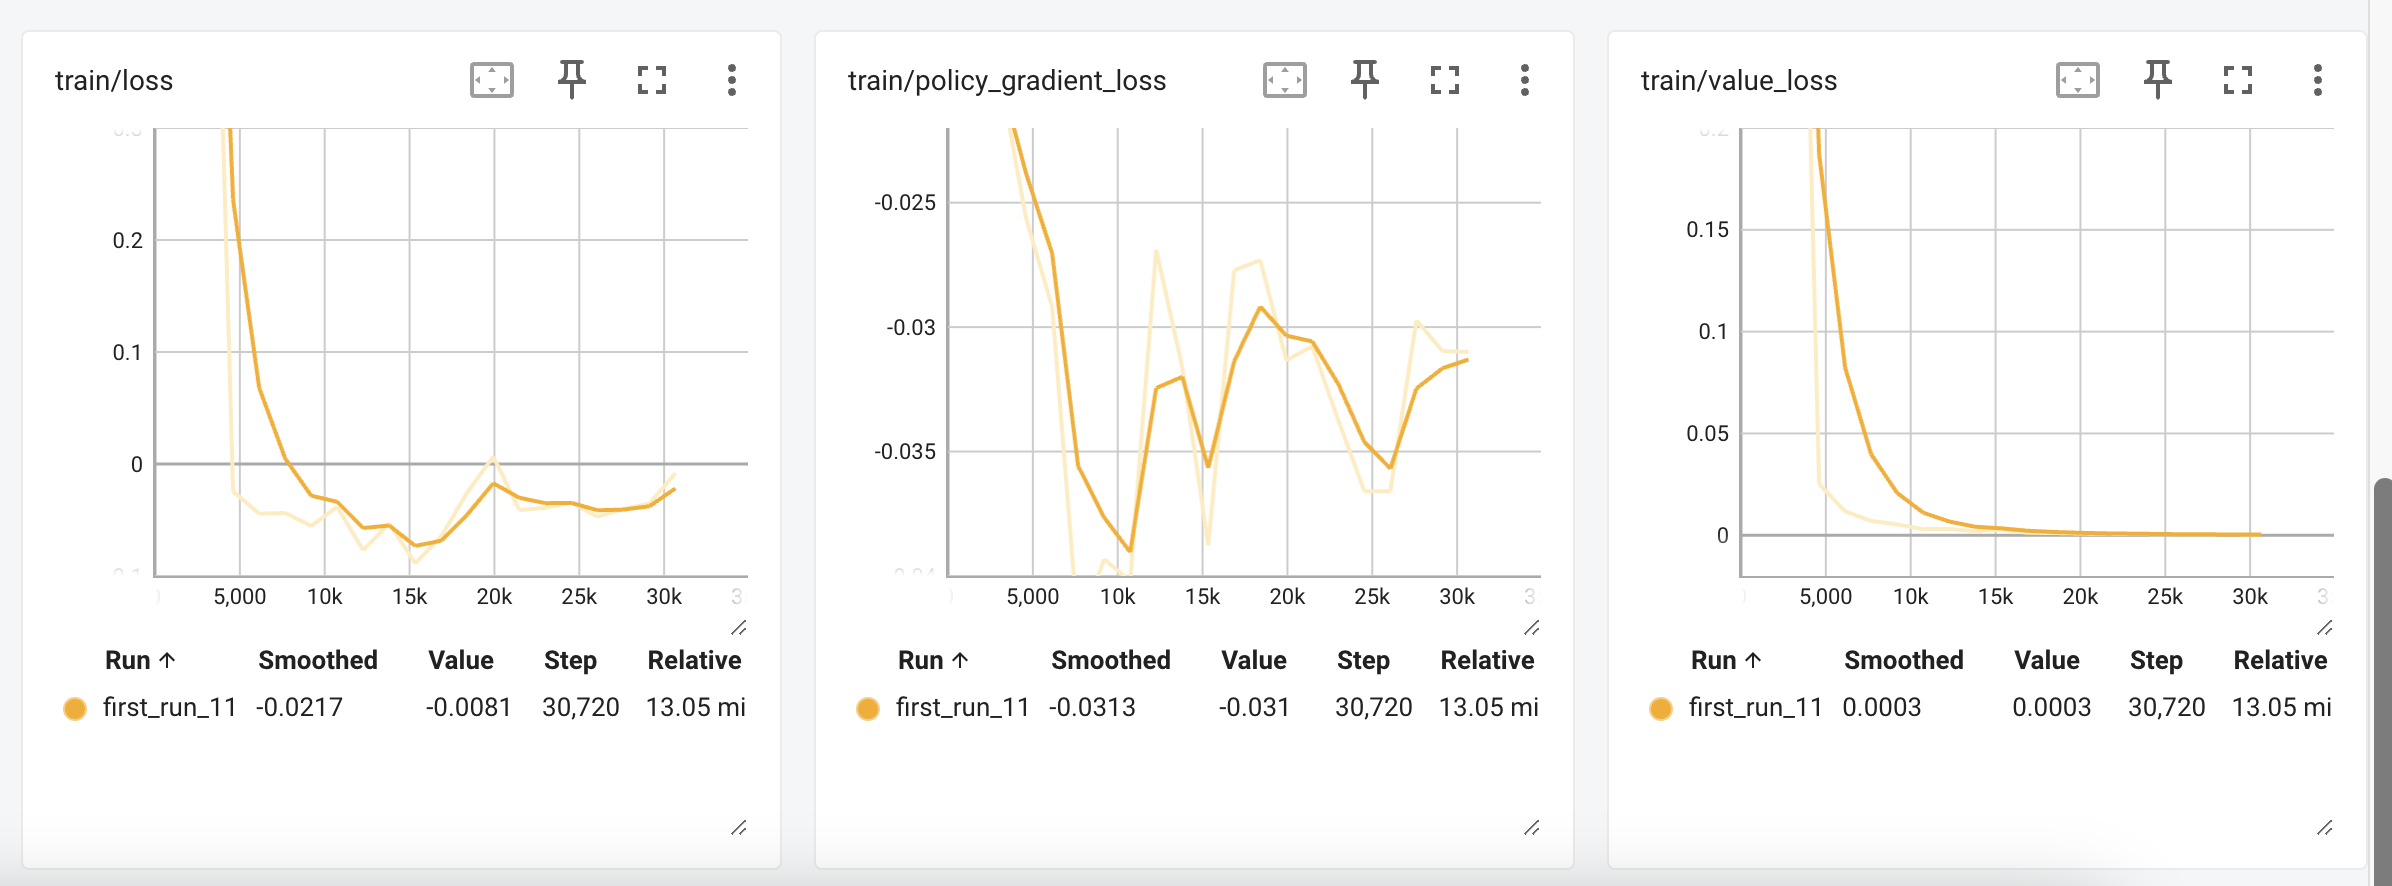 train/loss
0.2
0.1
0
5,000 10k 15k 20k 25k 30k
Run ↑ Smoothed Value Step Relative
first_run_11 -0.0217 -0.0081 30,720 13.05 mi
train/policy_gradient_loss
-0.025
-0.03
-0.035
5,000 10k 15k 20k 25k 30k
Run ↑ Smoothed Value Step Relative
first_run_11 -0.0313 -0.031 30,720 13.05 mi
train/value_loss
0.15
0.1
0.05
0
5,000 10k 15k 20k 25k 30k
Run ↑ Smoothed Value Step Relative
first_run_11 0.0003 0.0003 30,720 13.05 mi